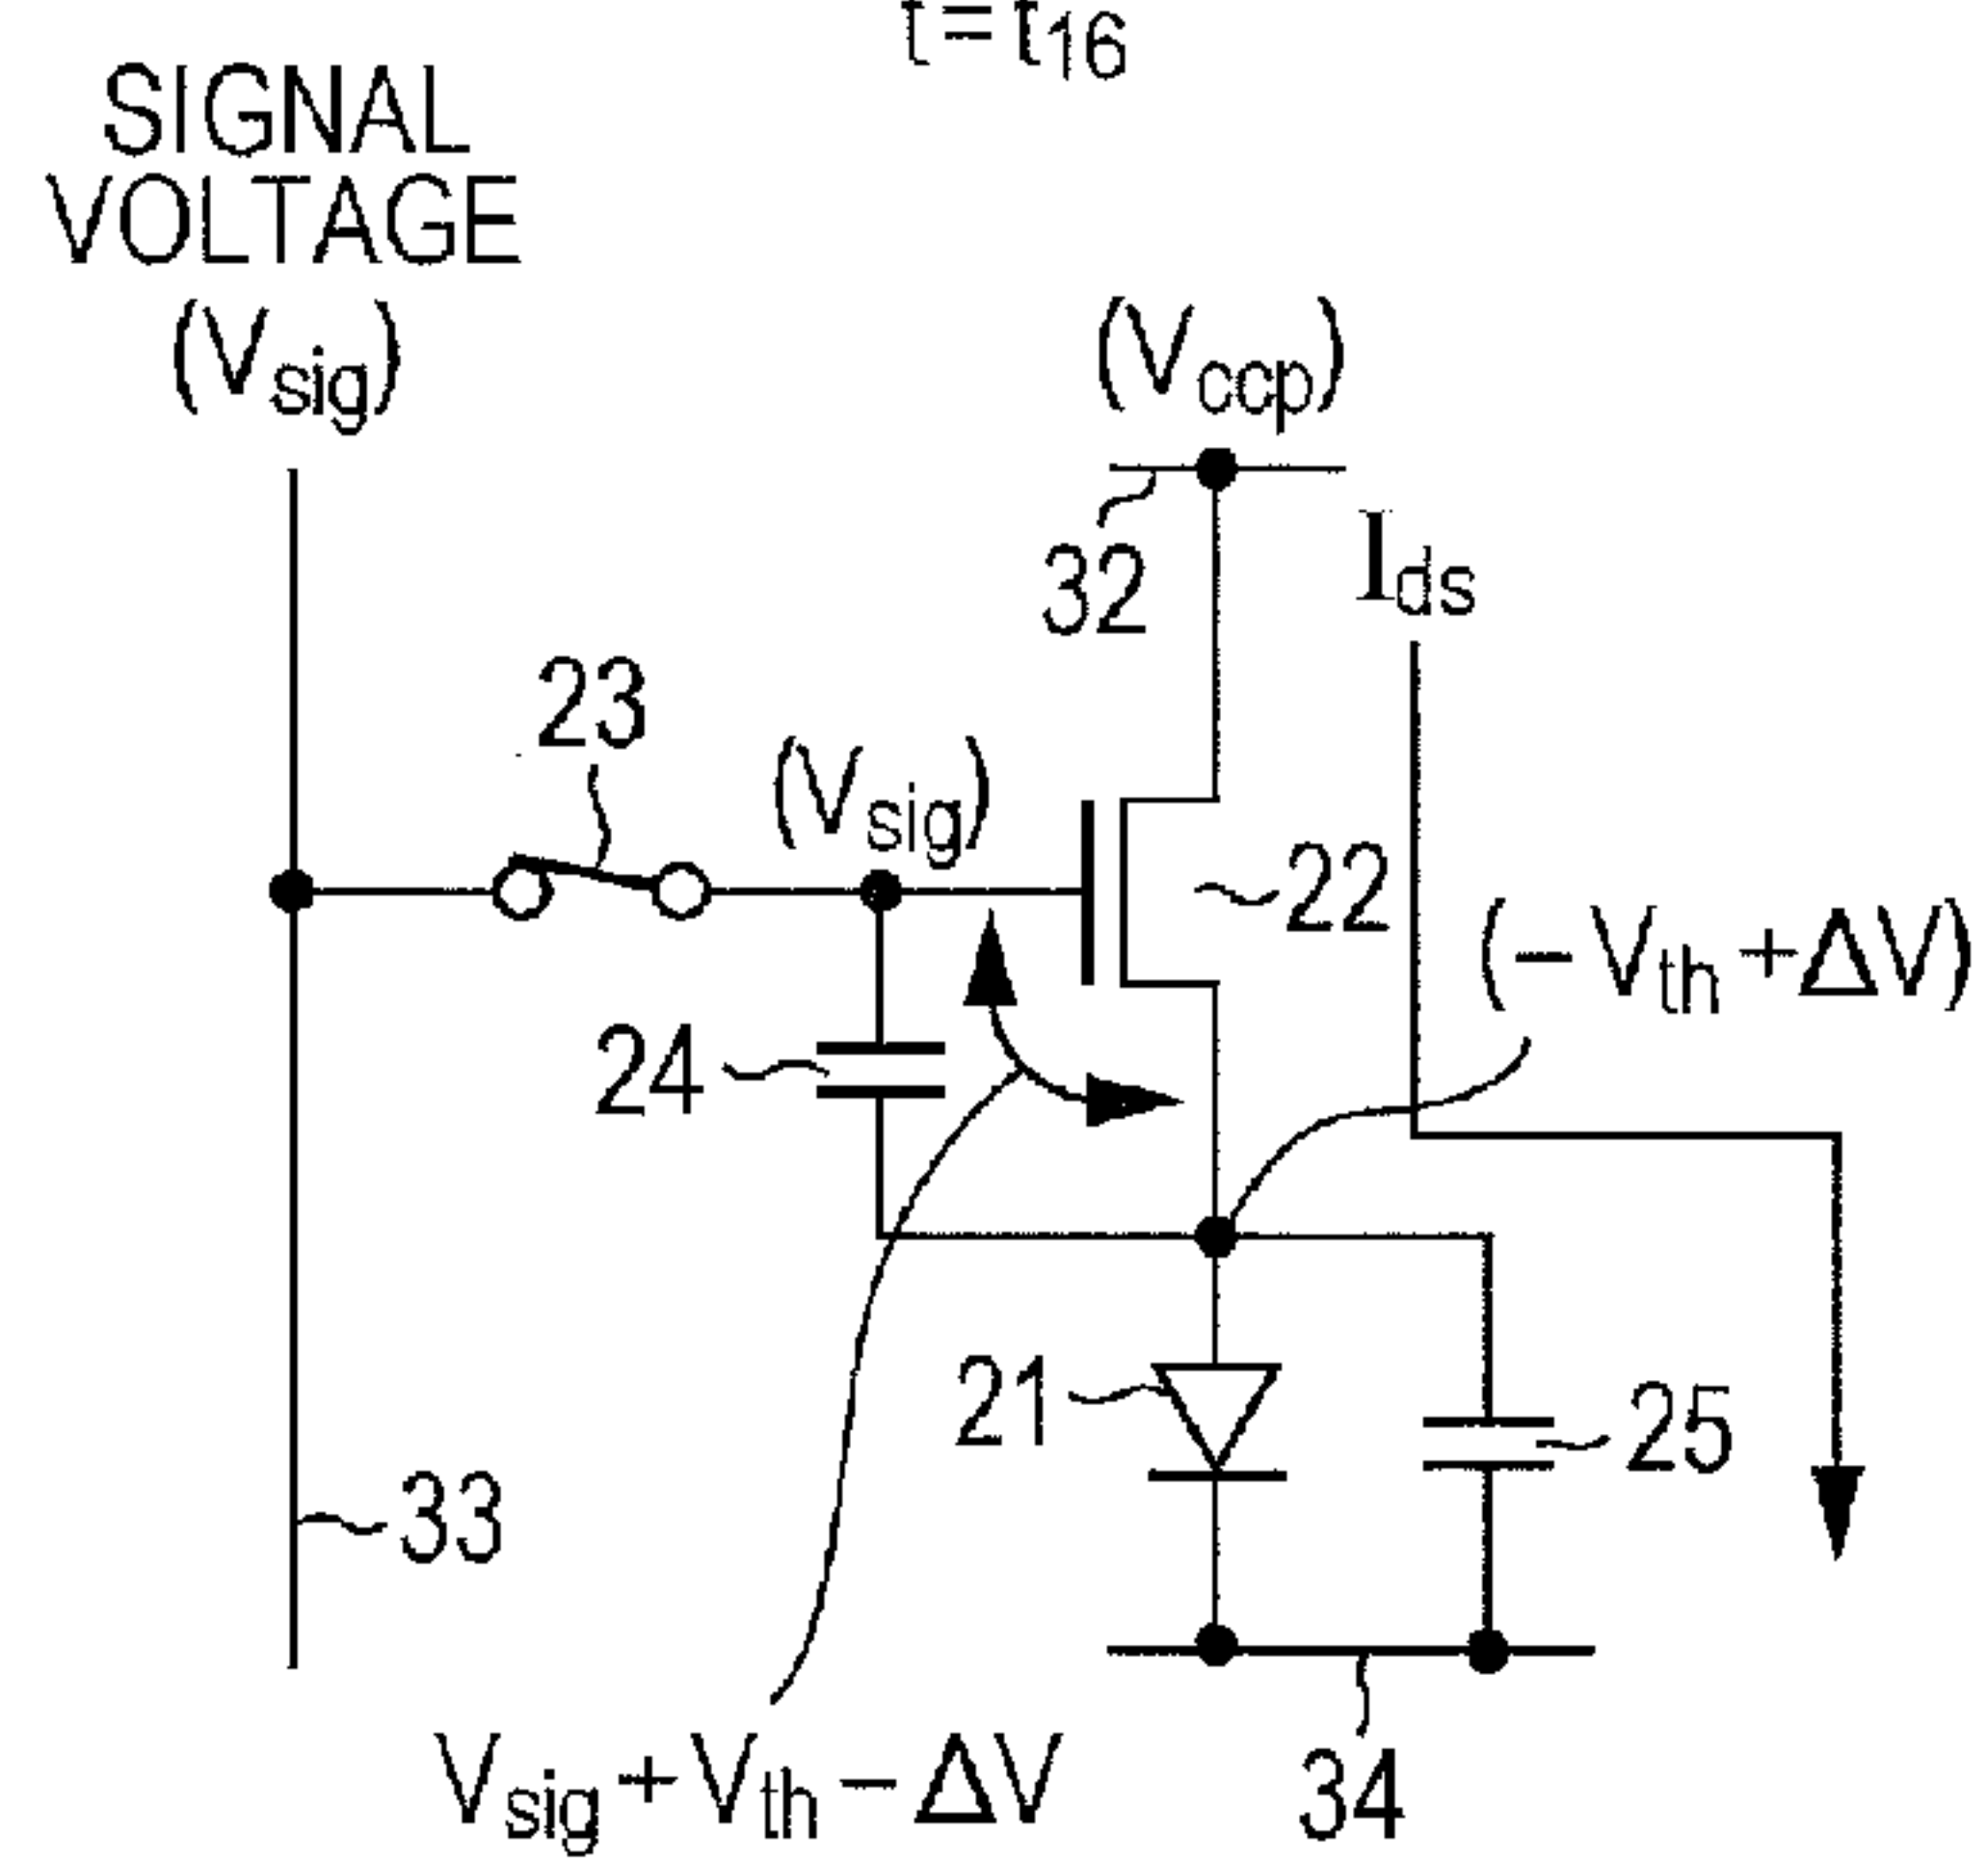 t=t16
SIGNAL
VOLTAGE
(Vsig)
(Vccp)
32
Ids
23
(Vsig)
22
(-Vth+ΔV)
24
21
25
33
Vsig+Vth-ΔV
34